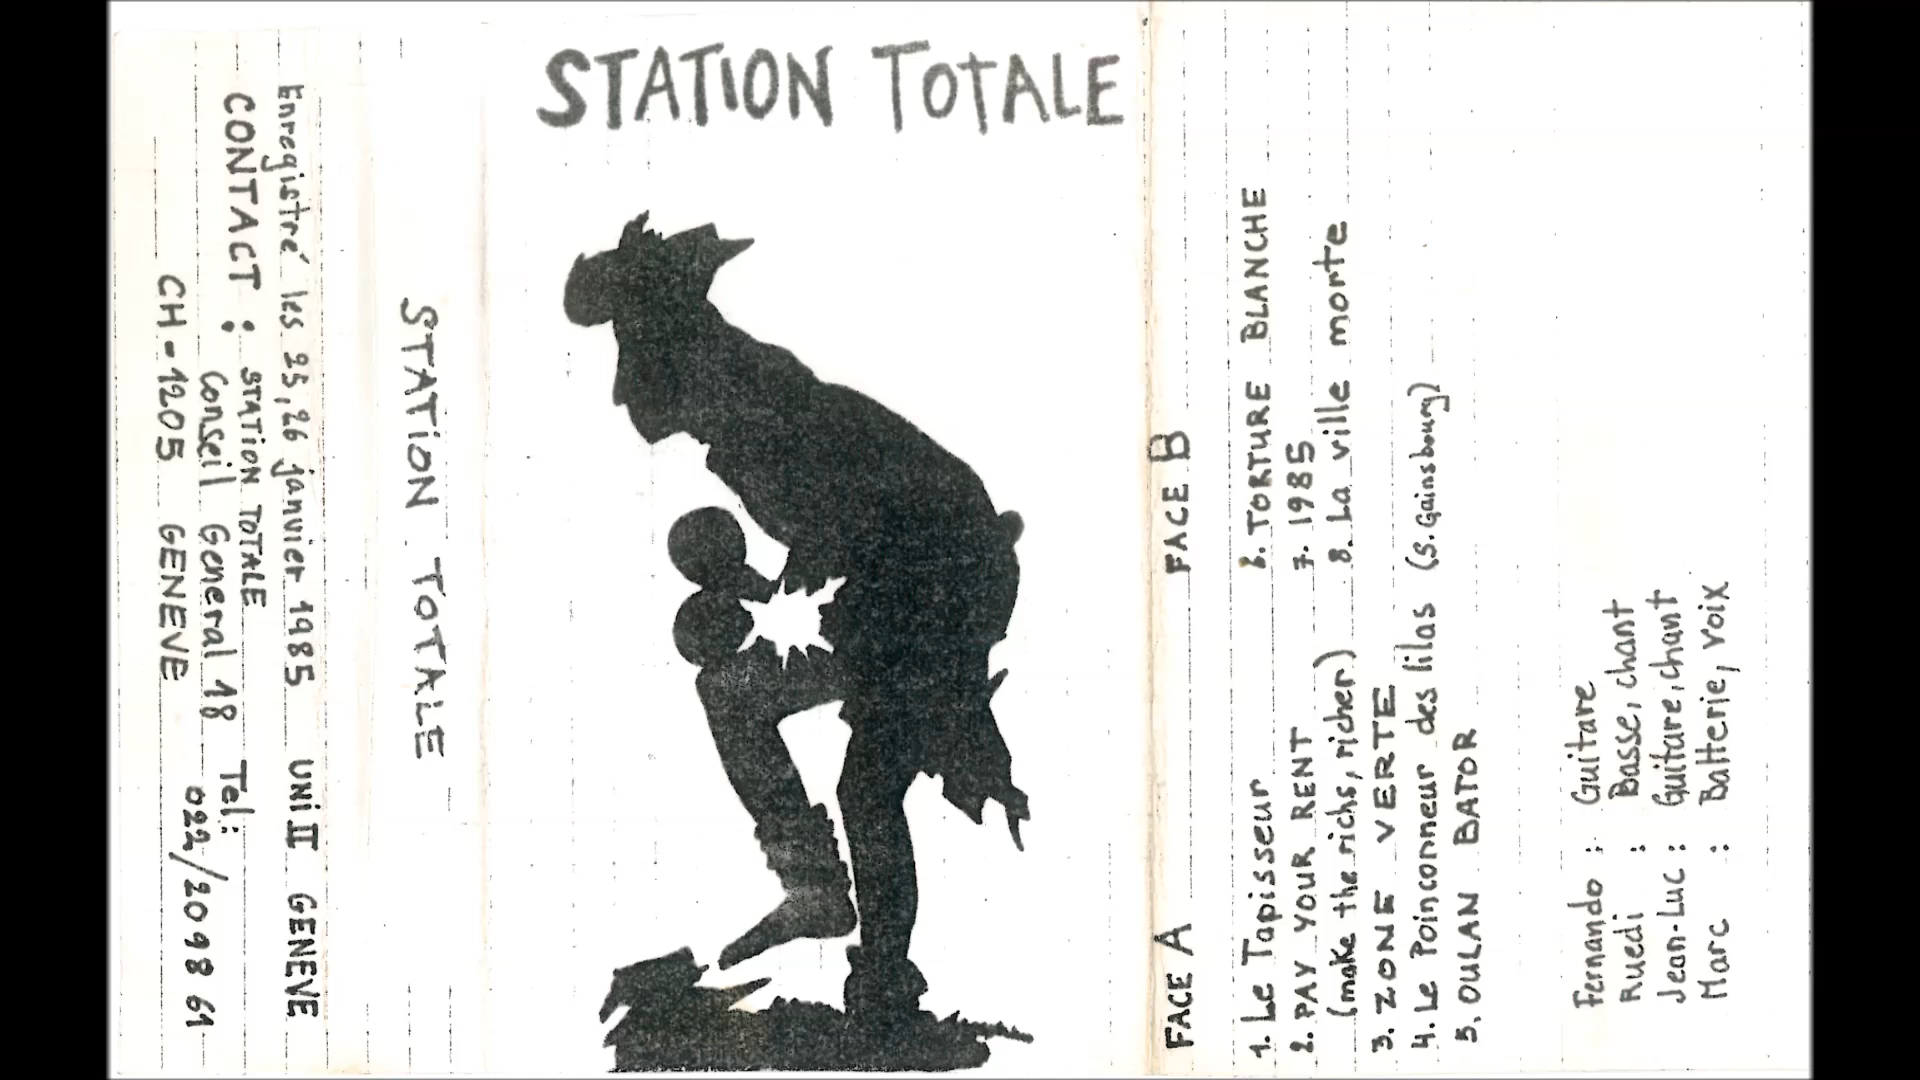 Enregistré les 25, 26 janvier 1985 UNi II GENEVE
CONTACT : STATION TOTALE Tel:
Conseil General 18 022/2098 61
CH-1205 GENEVE
STATION TOTALE
STATION TOTALE
FACE A FACE B
1. Le Tapisseur 6. TORTURE BLANCHE
2. PAY YOUR RENT 7. 1985
(make the richs, richer) 8. La ville morte
3. ZONE VERTE
4. Le Poinconneur des lilas (S. Gainsbourg)
5. OULAN BATOR
Fernando : Guitare
Ruedi : Basse, chant
Jean-Luc : Guitare, chant
Marc : Batterie, voix